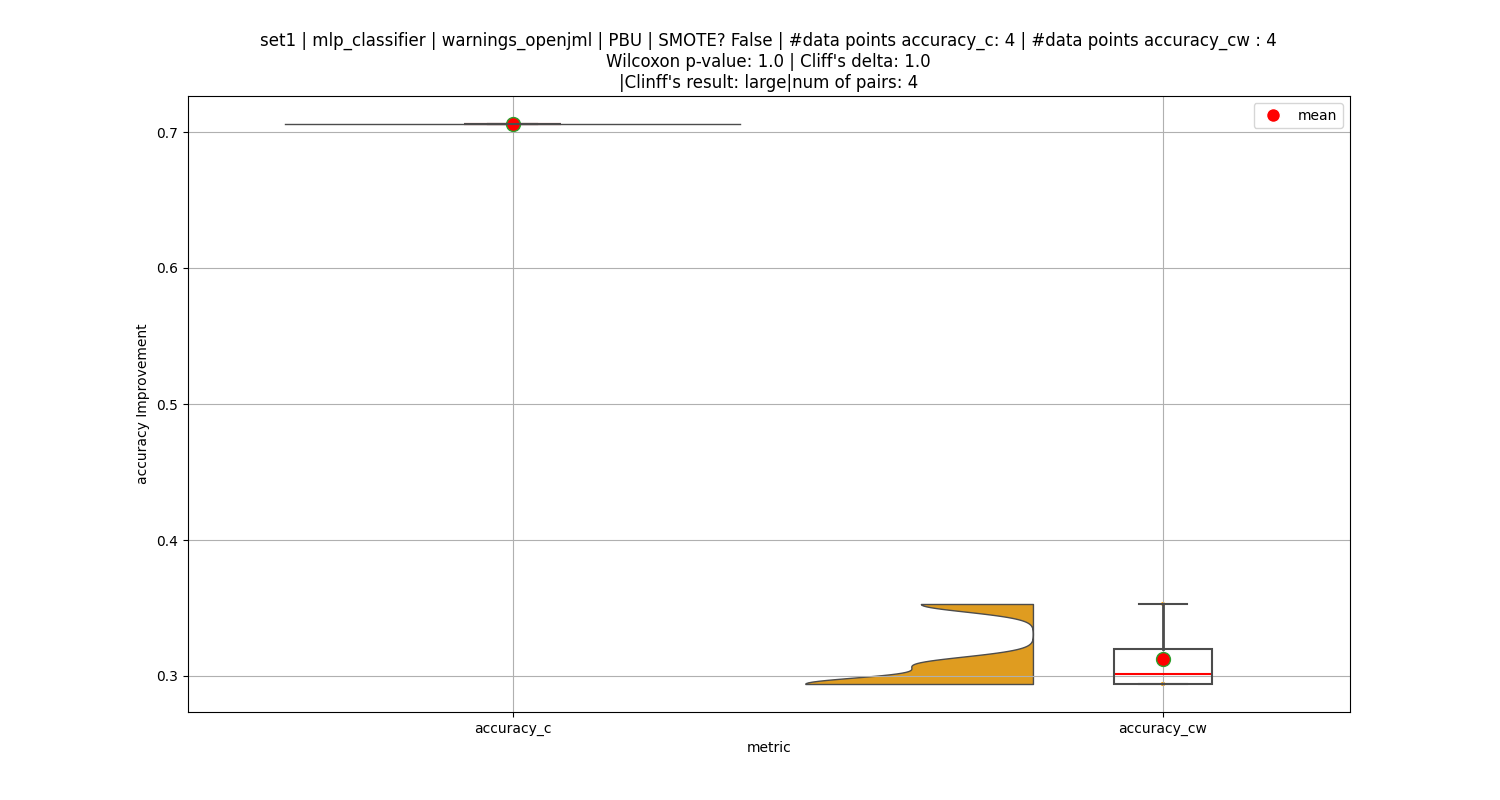 set1 | mlp_classifier | warnings_openjml | PBU | SMOTE? False | #data points accuracy_c: 4 | #data points accuracy_cw : 4
Wilcoxon p-value: 1.0 | Cliff's delta: 1.0
|Clinff's result: large|num of pairs: 4
mean
0.7
0.6
0.5
0.4
0.3
accuracy Improvement
accuracy_c
accuracy_cw
metric